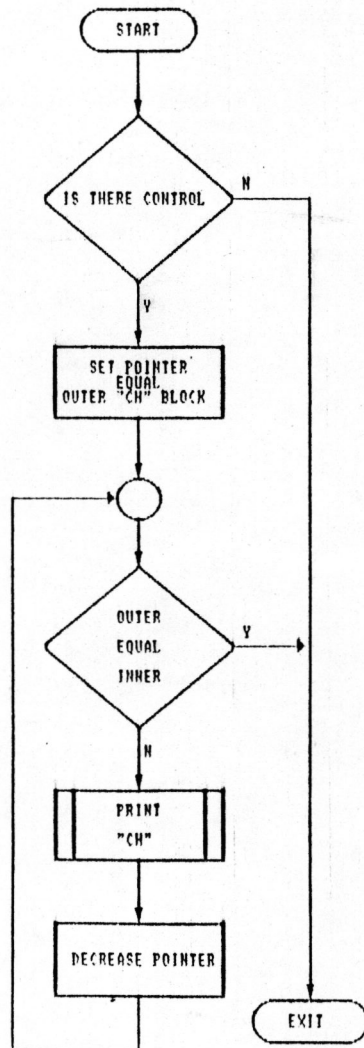 START
IS THERE CONTROL
N
Y
SET POINTER
EQUAL
OUTER "CH" BLOCK
OUTER
EQUAL
INNER
Y
N
PRINT
"CH"
DECREASE POINTER
EXIT